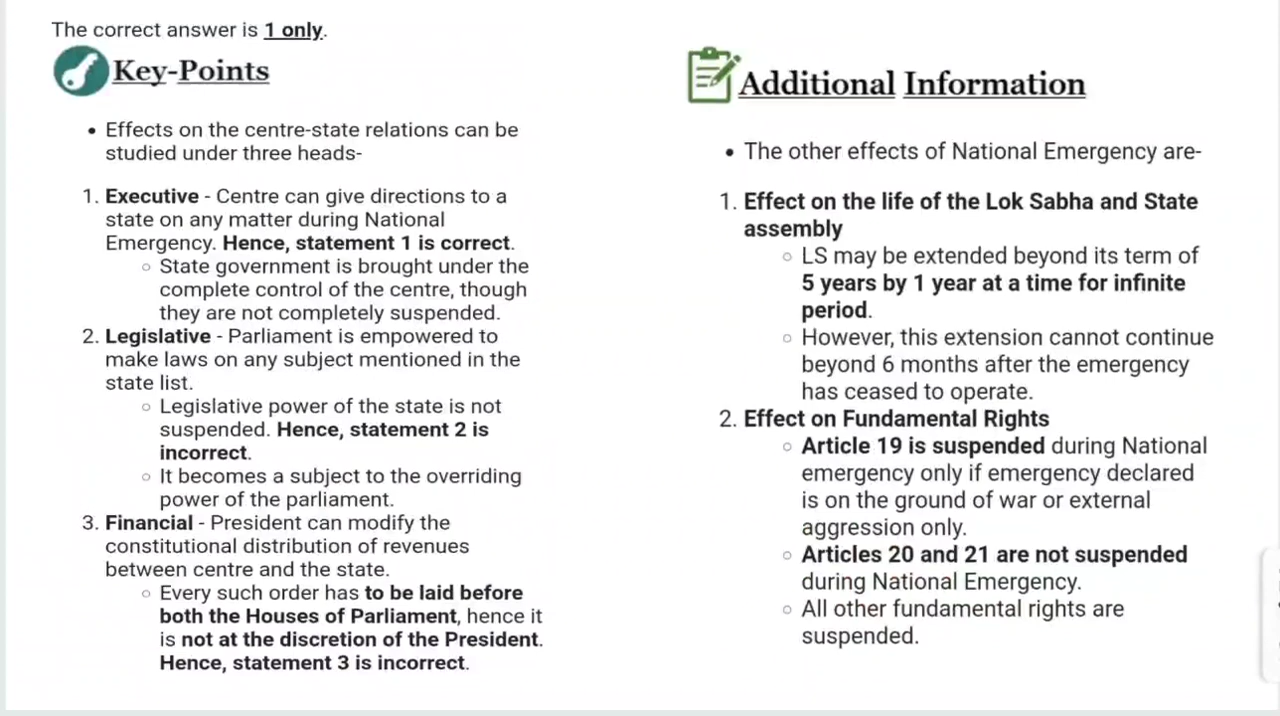 The correct answer is 1 only.
Key-Points
• Effects on the centre-state relations can be
studied under three heads-
1. Executive - Centre can give directions to a
state on any matter during National
Emergency. Hence, statement 1 is correct.
○ State government is brought under the
complete control of the centre, though
they are not completely suspended.
2. Legislative - Parliament is empowered to
make laws on any subject mentioned in the
state list.
○ Legislative power of the state is not
suspended. Hence, statement 2 is
incorrect.
○ It becomes a subject to the overriding
power of the parliament.
3. Financial - President can modify the
constitutional distribution of revenues
between centre and the state.
○ Every such order has to be laid before
both the Houses of Parliament, hence it
is not at the discretion of the President.
Hence, statement 3 is incorrect.
Additional Information
• The other effects of National Emergency are-
1. Effect on the life of the Lok Sabha and State
assembly
○ LS may be extended beyond its term of
5 years by 1 year at a time for infinite
period.
○ However, this extension cannot continue
beyond 6 months after the emergency
has ceased to operate.
2. Effect on Fundamental Rights
○ Article 19 is suspended during National
emergency only if emergency declared
is on the ground of war or external
aggression only.
○ Articles 20 and 21 are not suspended
during National Emergency.
○ All other fundamental rights are
suspended.